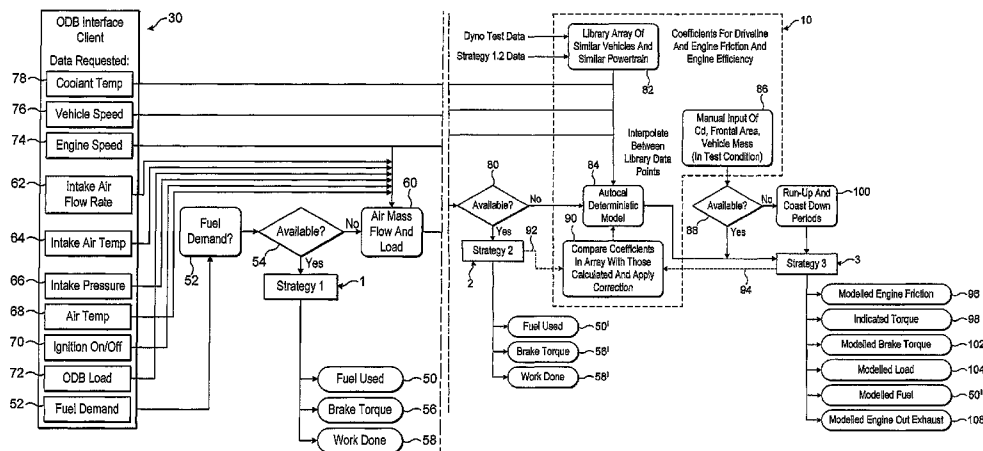 ODB Interface
Client
30
Data Requested:
78
Coolant Temp
76
Vehicle Speed
74
Engine Speed
62
Intake Air
Flow Rate
64
Intake Air Temp
66
Intake Pressure
68
Air Temp
70
Ignition On/Off
72
ODB Load
52
Fuel Demand
Fuel
Demand?
52
Available?
54
No
Yes
60
Air Mass
Flow And
Load
Strategy 1
1
Fuel Used
50
Brake Torque
56
Work Done
58
Dyno Test Data
Strategy 1.2 Data
Library Array Of
Similar Vehicles And
Similar Powertrain
82
Coefficients For Driveline
And Engine Friction And
Engine Efficiency
10
86
Manual Input Of
Cd, Frontal Area,
Vehicle Mass
(In Test Condition)
Interpolate
Between
Library Data
Points
80
Available?
No
Yes
84
Autocal
Deterministic
Model
Strategy 2
2
92
90
Compare Coefficients
In Array With Those
Calculated And Apply
Correction
Available?
88
No
Yes
100
Run-Up And
Coast Down
Periods
Strategy 3
3
94
Fuel Used
50ⁱ
Brake Torque
56ⁱ
Work Done
58ⁱ
Modelled Engine Friction
96
Indicated Torque
98
Modelled Brake Torque
102
Modelled Load
104
Modelled Fuel
50ⁱⁱ
Modelled Engine Out Exhaust
106